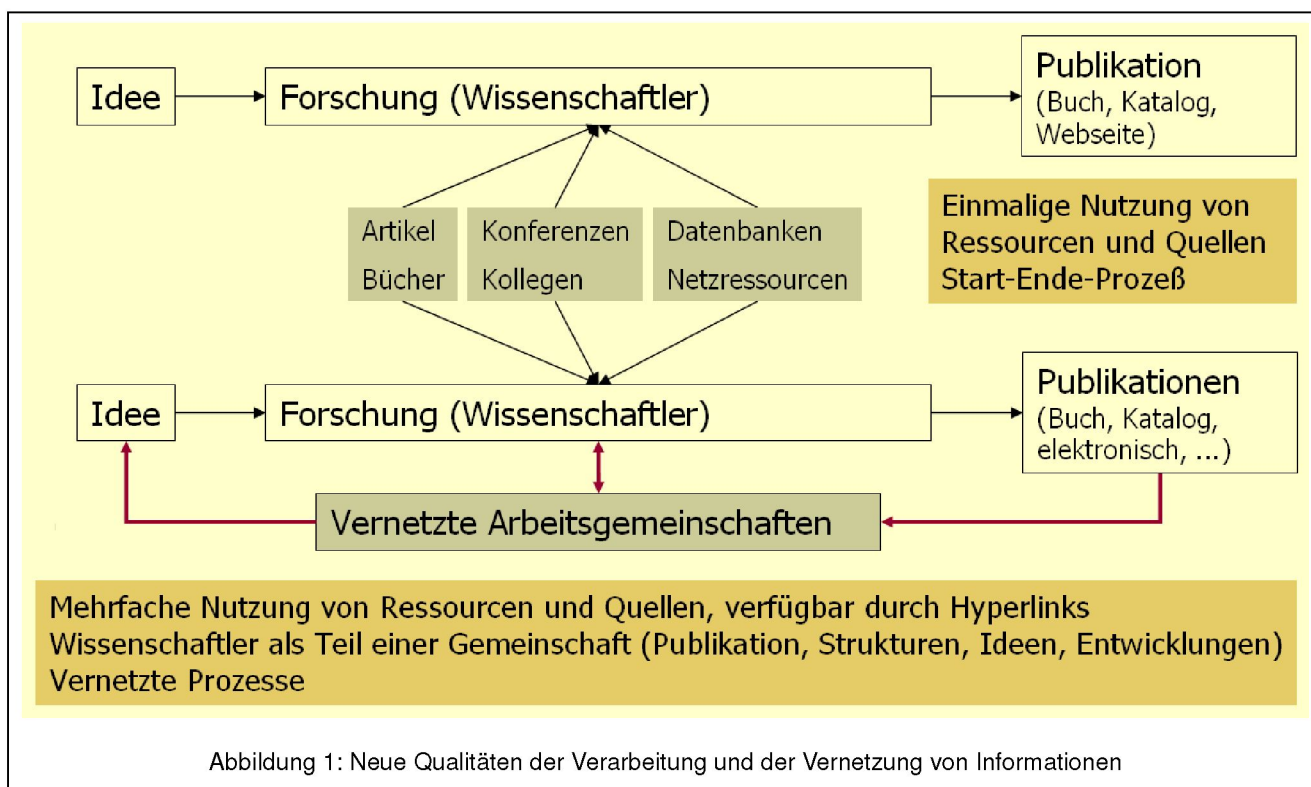 Idee
Forschung (Wissenschaftler)
Publikation
(Buch, Katalog,
Webseite)
Artikel
Bücher
Konferenzen
Kollegen
Datenbanken
Netzressourcen
Einmalige Nutzung von
Ressourcen und Quellen
Start-Ende-Prozeß
Idee
Forschung (Wissenschaftler)
Publikationen
(Buch, Katalog,
elektronisch, ...)
Vernetzte Arbeitsgemeinschaften
Mehrfache Nutzung von Ressourcen und Quellen, verfügbar durch Hyperlinks
Wissenschaftler als Teil einer Gemeinschaft (Publikation, Strukturen, Ideen, Entwicklungen)
Vernetzte Prozesse
Abbildung 1: Neue Qualitäten der Verarbeitung und der Vernetzung von Informationen